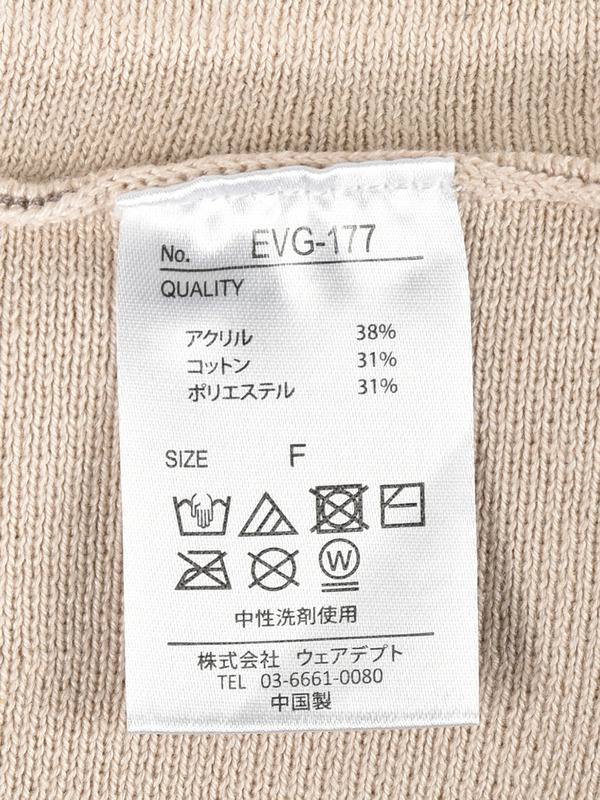 No. EVG-177
QUALITY
アクリル 38%
コットン 31%
ポリエステル 31%
SIZE F
W
中性洗剤使用
株式会社 ウェアデプト
TEL 03-6661-0080
中国製